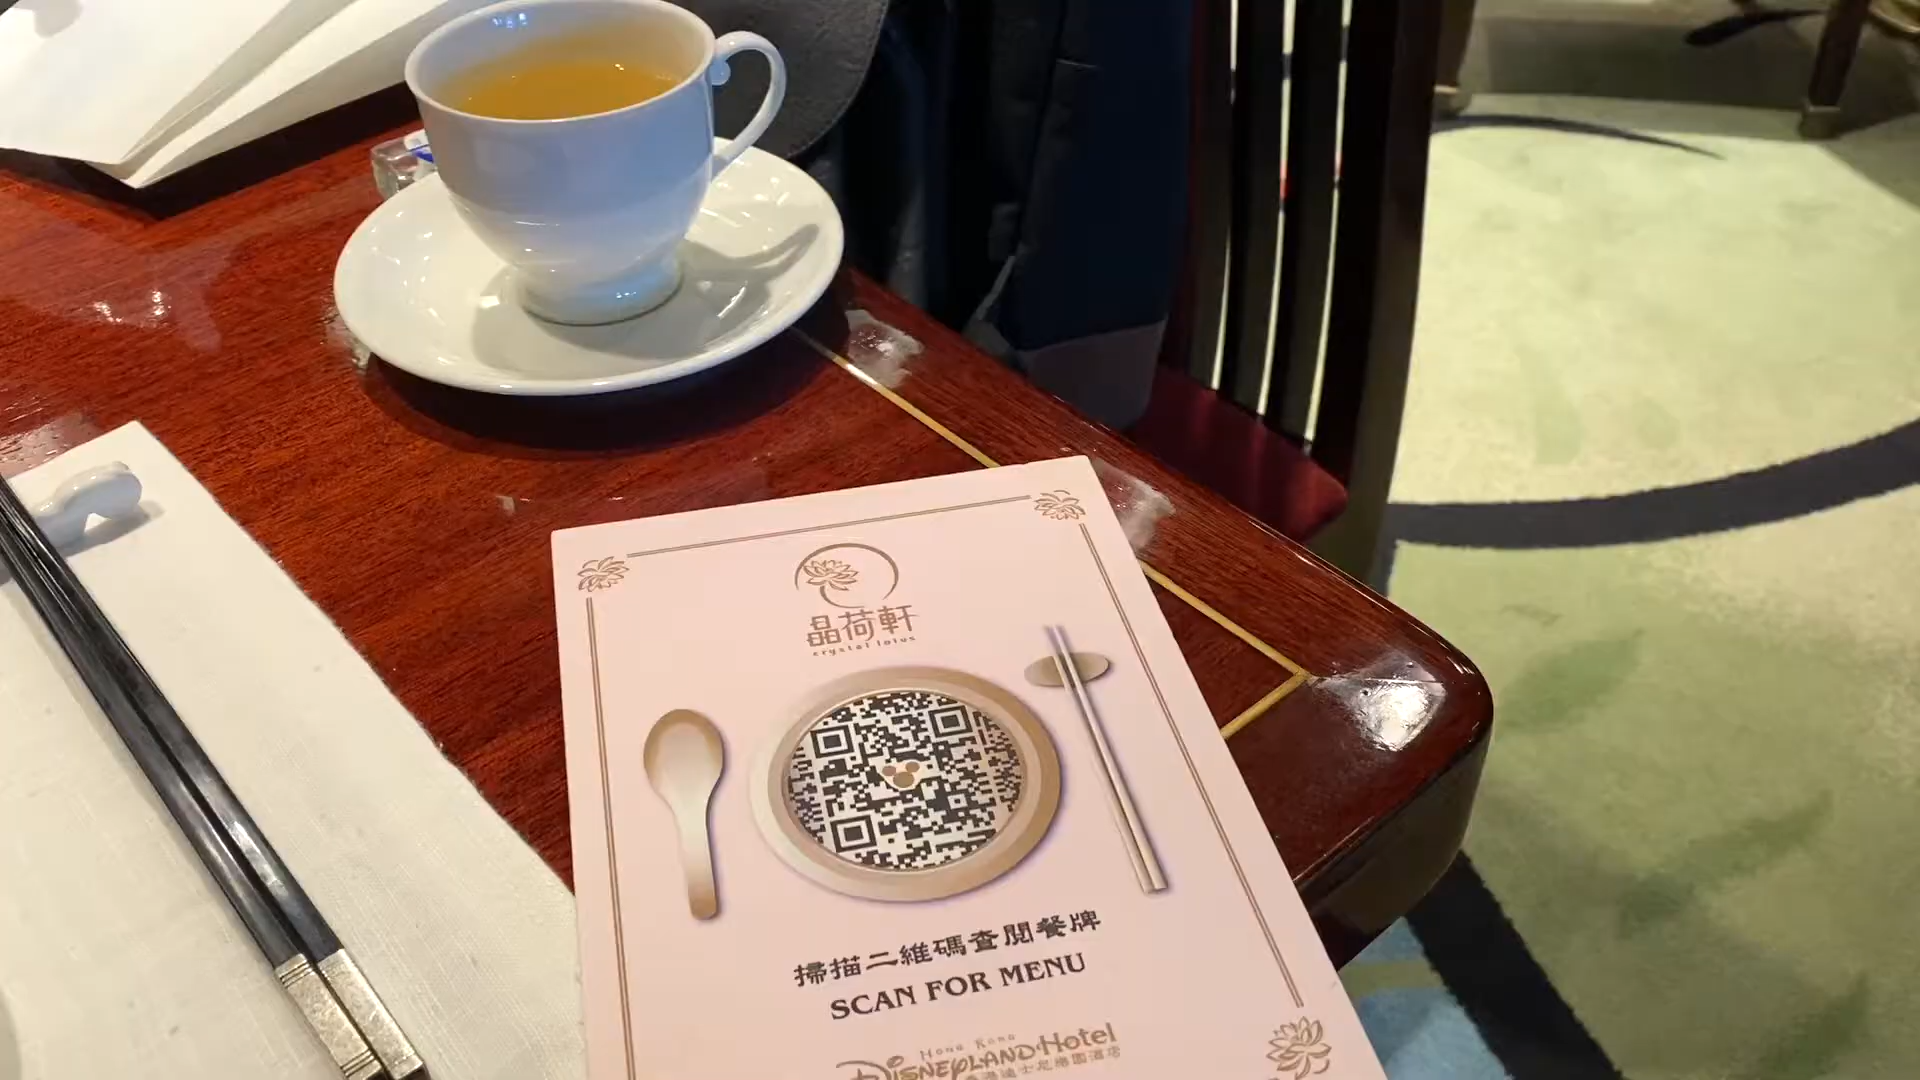 晶荷軒
crystal lotus
掃描二維碼查閱餐牌
SCAN FOR MENU
Hong Kong
DISNEYLAND Hotel
香港迪士尼樂園酒店